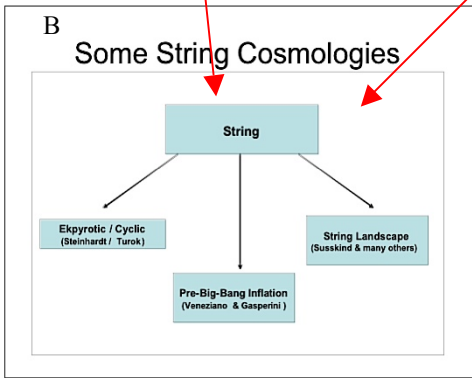 B
Some String Cosmologies
String
Ekpyrotic / Cyclic
(Steinhardt / Turok)
String Landscape
(Susskind & many others)
Pre-Big-Bang Inflation
(Veneziano & Gasperini )